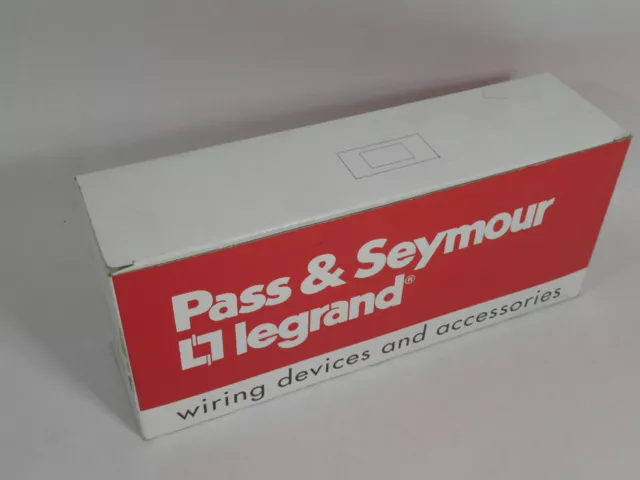 Pass & Seymour
legrand®
wiring devices and accessories